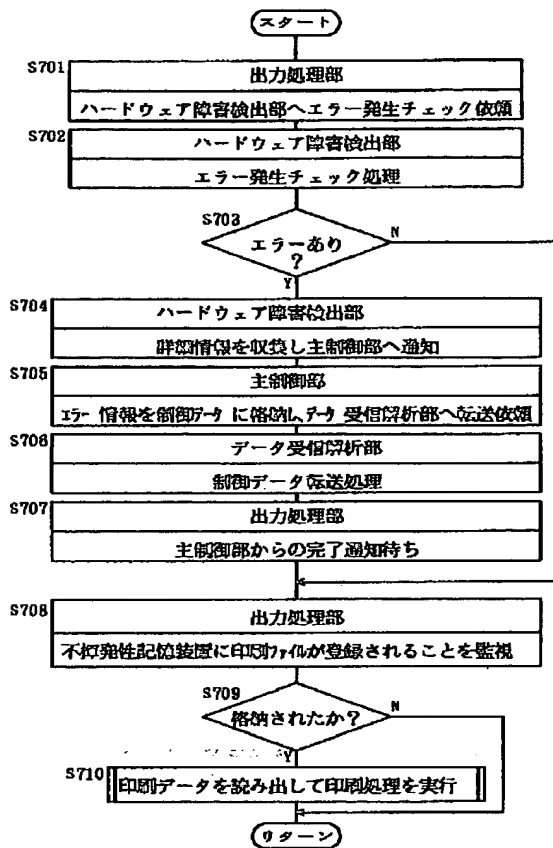 スタート
S701
出力処理部
ハードウェア障害検出部へエラー発生チェック依頼
S702
ハードウェア障害検出部
エラー発生チェック処理
S703
エラーあり
?
N
Y
S704
ハードウェア障害検出部
詳細情報を収集し主制御部へ通知
S705
主制御部
エラー情報を制御データに格納し、データ受信解析部へ転送依頼
S706
データ受信解析部
制御データ転送処理
S707
出力処理部
主制御部からの完了通知待ち
S708
出力処理部
不揮発性記憶装置に印刷ファイルが登録されることを監視
S709
格納されたか?
N
Y
S710
印刷データを読み出して印刷処理を実行
リターン